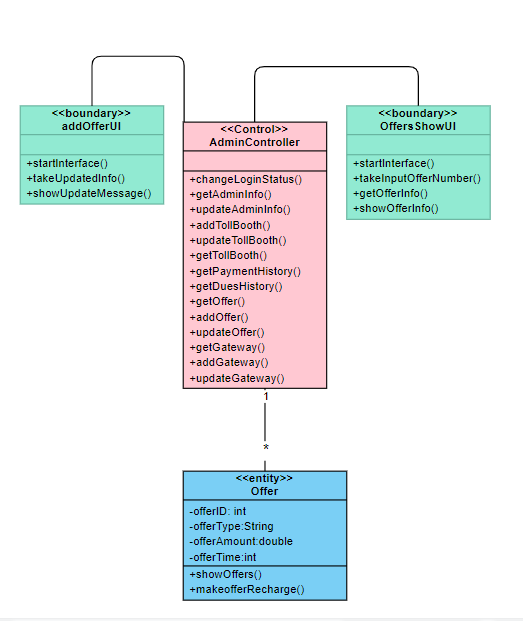 <<boundary>>
addOfferUI
+startInterface()
+takeUpdatedInfo()
+showUpdateMessage()
<<Control>>
AdminController
+changeLoginStatus()
+getAdminInfo()
+updateAdminInfo()
+addTollBooth()
+updateTollBooth()
+getTollBooth()
+getPaymentHistory()
+getDuesHistory()
+getOffer()
+addOffer()
+updateOffer()
+getGateway()
+addGateway()
+updateGateway()
<<boundary>>
OffersShowUI
+startInterface()
+takeInputOfferNumber()
+getOfferInfo()
+showOfferInfo()
1
*
<<entity>>
Offer
-offerID: int
-offerType:String
-offerAmount:double
-offerTime:int
+showOffers()
+makeofferRecharge()